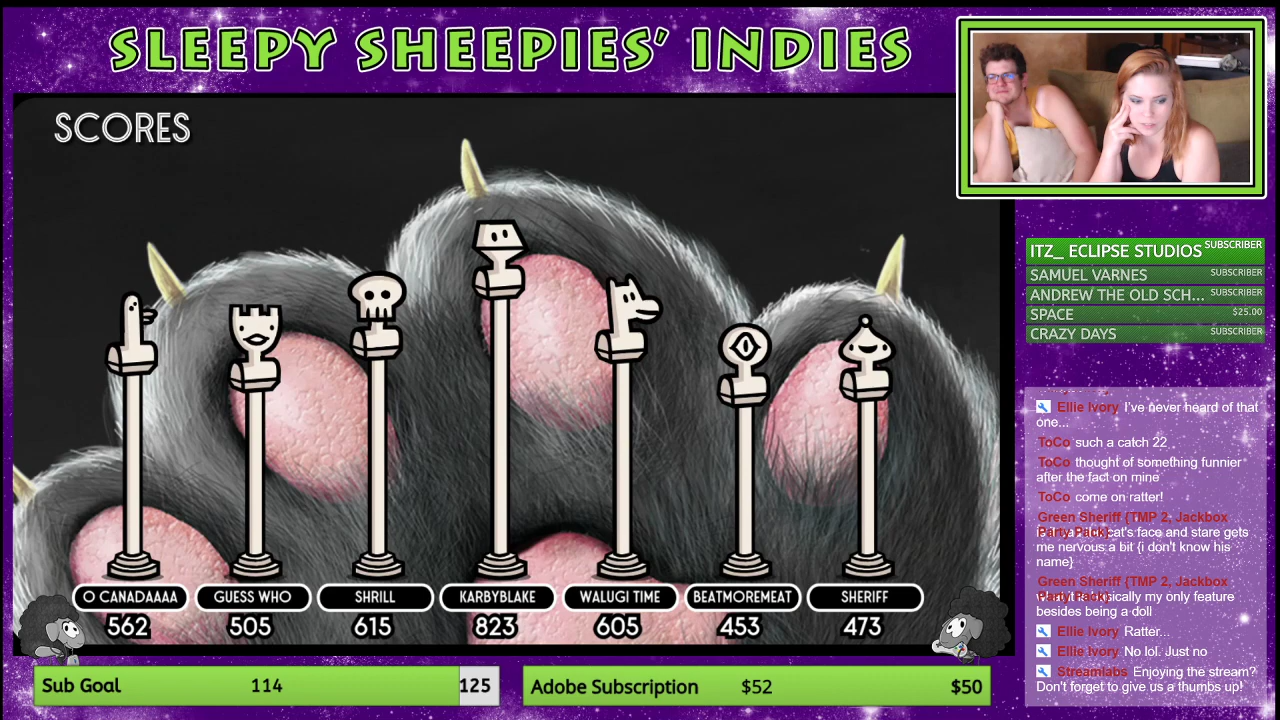 SLEEPY SHEEPIES' INDIES
SCORES
O CANADAAAA
GUESS WHO
SHRILL
KARBYBLAKE
WALUGI TIME
BEATMOREMEAT
SHERIFF
562
505
615
823
605
453
473
Sub Goal 114 125
Adobe Subscription $52 $50
ITZ_ ECLIPSE STUDIOS SUBSCRIBER
SAMUEL VARNES SUBSCRIBER
ANDREW THE OLD SCH... SUBSCRIBER
SPACE $25.00
CRAZY DAYS SUBSCRIBER
Ellie Ivory I've never heard of that
one...
ToCo such a catch 22
ToCo thought of something funnier
after the fact on mine
ToCo come on ratter!
Green Sheriff {TMP 2, Jackbox
Party Pack} cat's face and stare gets
me nervous a bit {i don't know his
name}
Green Sheriff {TMP 2, Jackbox
Party Pack} my only feature
besides being a doll
Ellie Ivory Ratter...
Ellie Ivory No lol. Just no
Streamlabs Enjoying the stream?
Don't forget to give us a thumbs up!